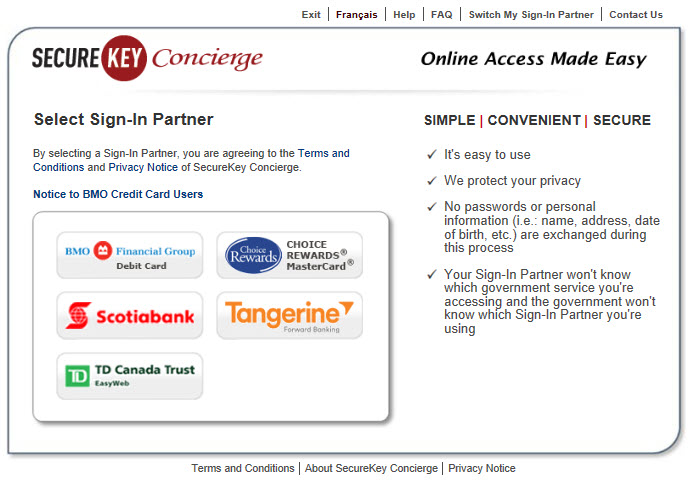 Exit | Français | Help | FAQ | Switch My Sign-In Partner | Contact Us
SECURE KEY Concierge
Online Access Made Easy
Select Sign-In Partner
By selecting a Sign-In Partner, you are agreeing to the Terms and
Conditions and Privacy Notice of SecureKey Concierge.
Notice to BMO Credit Card Users
BMO Financial Group
Debit Card
Choice
Rewards
CHOICE
REWARDS®
MasterCard®
Scotiabank
Tangerine
Forward Banking
TD
TD Canada Trust
EasyWeb
SIMPLE | CONVENIENT | SECURE
It's easy to use
We protect your privacy
No passwords or personal
information (i.e.: name, address, date
of birth, etc.) are exchanged during
this process
Your Sign-In Partner won't know
which government service you're
accessing and the government won't
know which Sign-In Partner you're
using
Terms and Conditions | About SecureKey Concierge | Privacy Notice